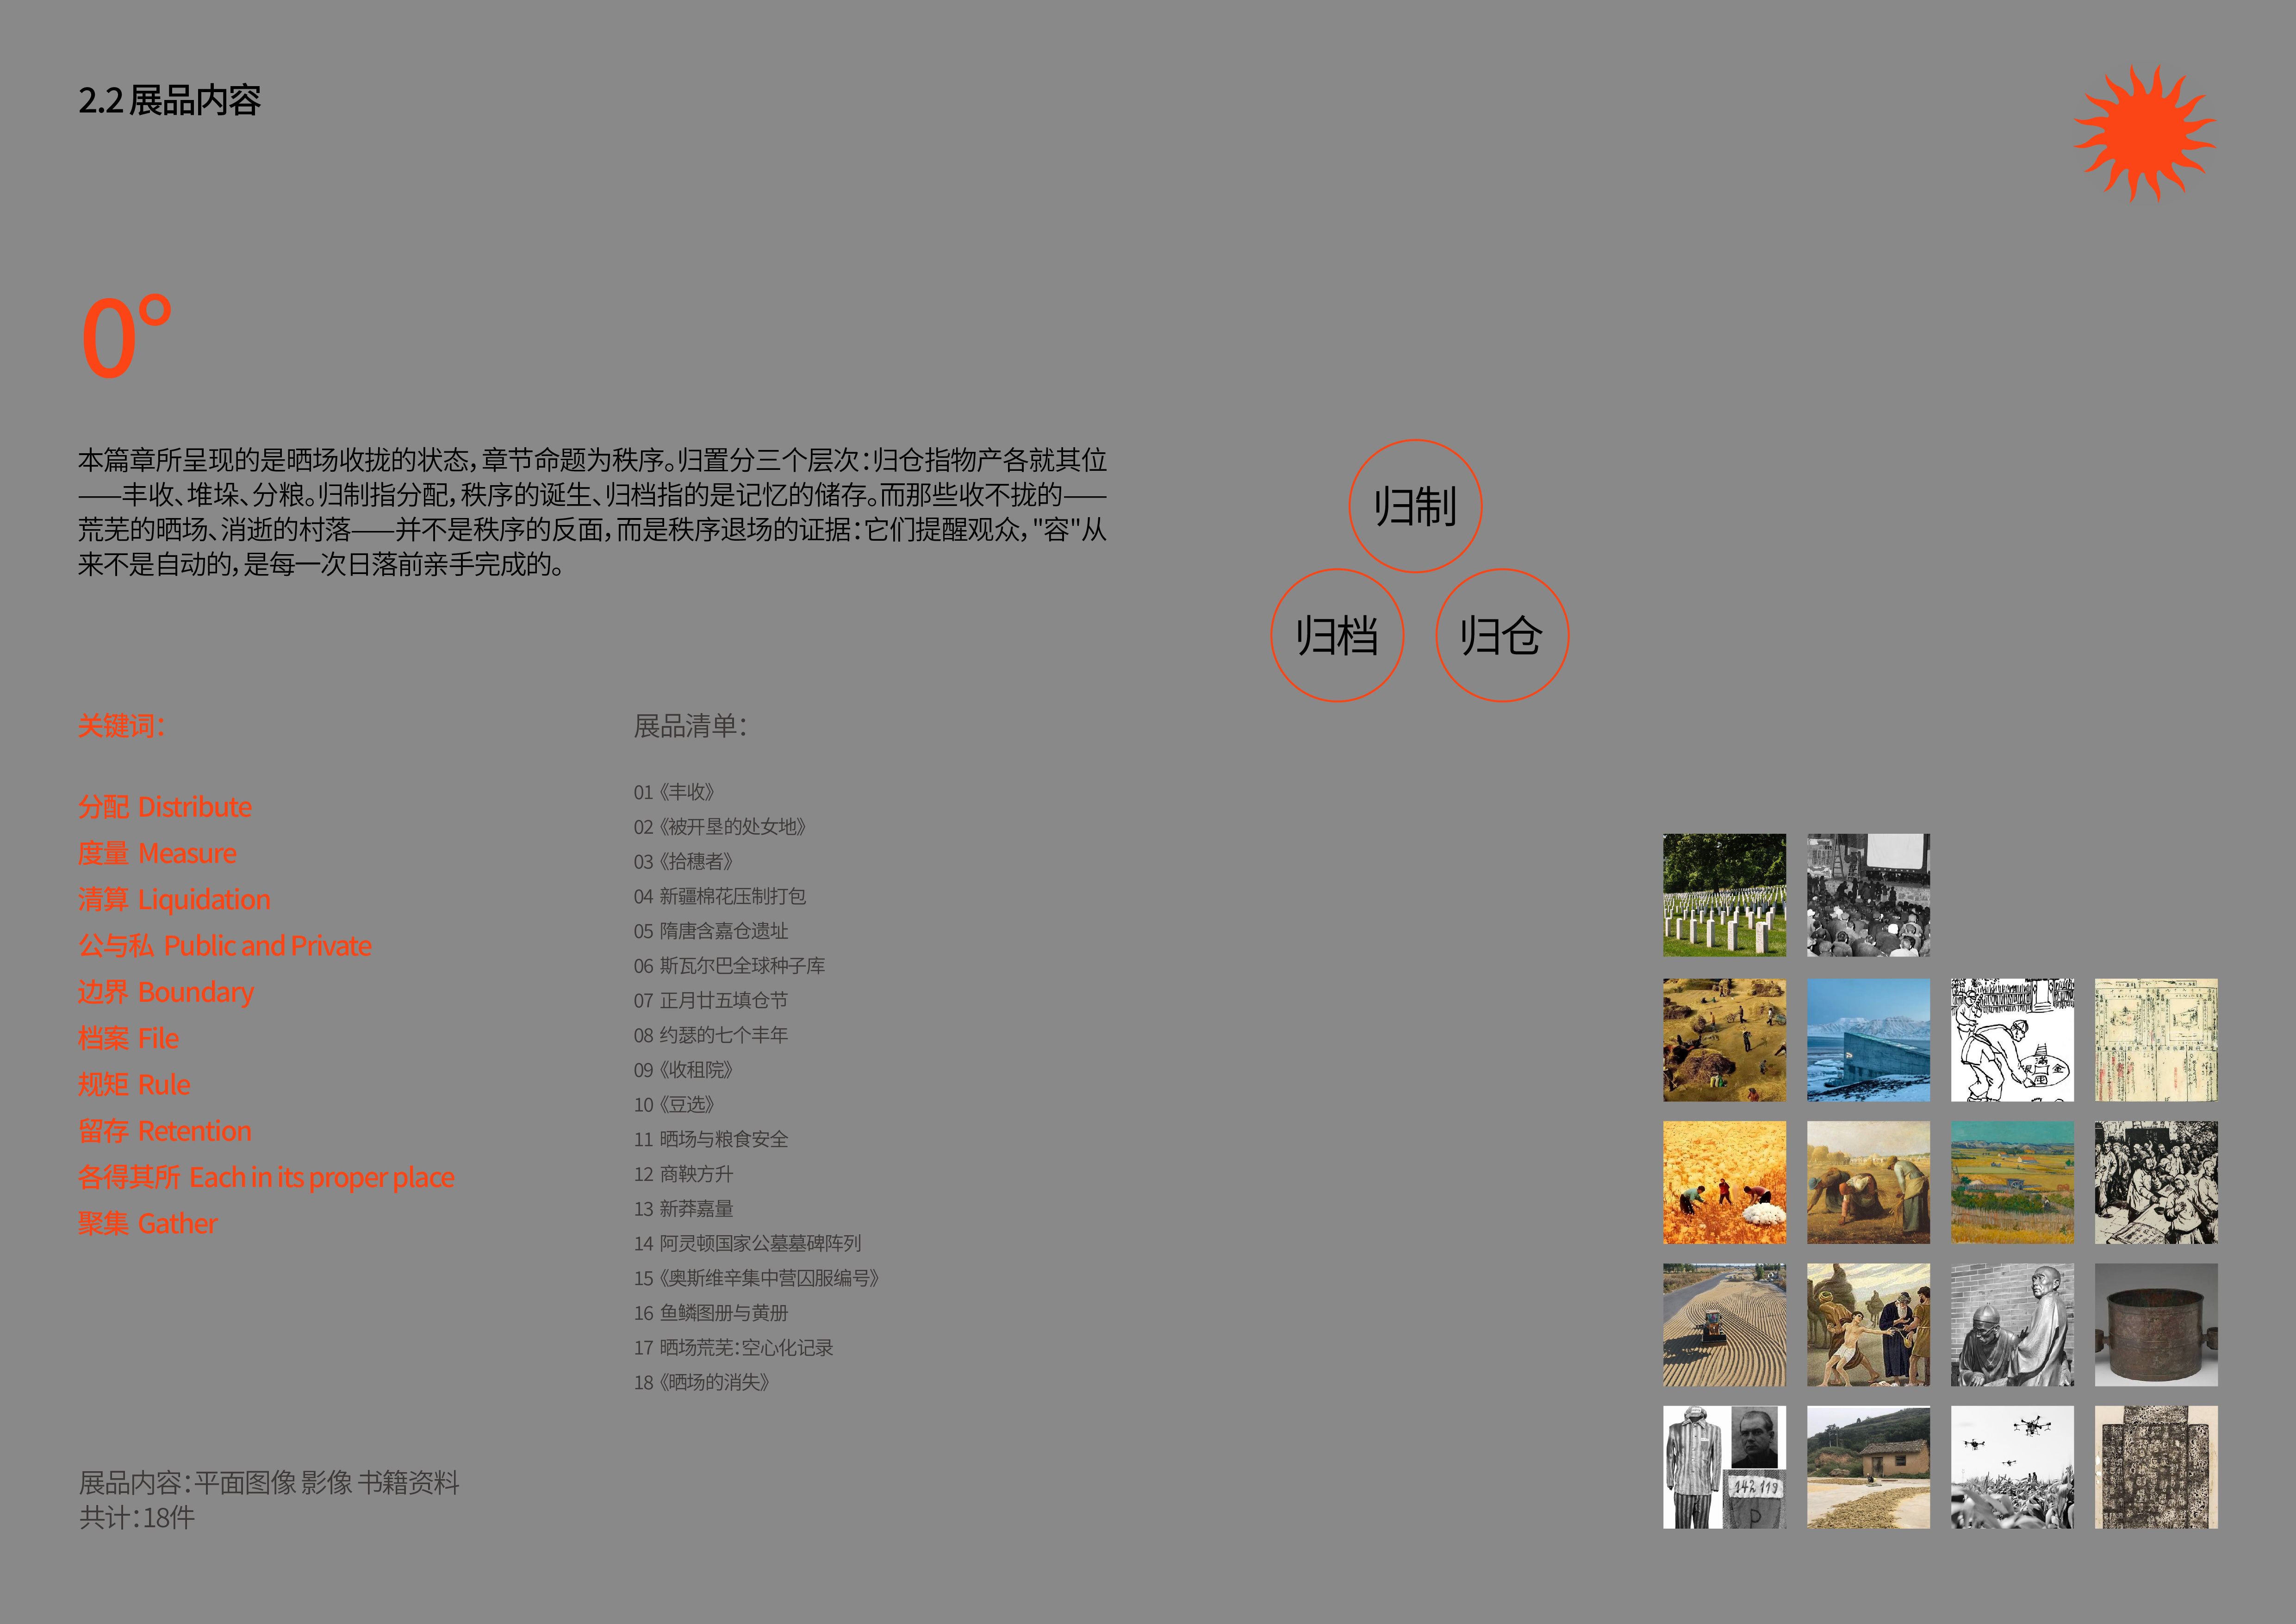 2.2 展品内容
0°
本篇章所呈现的是晒场收拢的状态，章节命题为秩序。归置分三个层次：归仓指物产各就其位
——丰收、堆垛、分粮。归制指分配，秩序的诞生、归档指的是记忆的储存。而那些收不拢的——
荒芜的晒场、消逝的村落——并不是秩序的反面，而是秩序退场的证据：它们提醒观众，"容"从
来不是自动的，是每一次日落前亲手完成的。
归制
归档
归仓
关键词：
分配 Distribute
度量 Measure
清算 Liquidation
公与私 Public and Private
边界 Boundary
档案 File
规矩 Rule
留存 Retention
各得其所 Each in its proper place
聚集 Gather
展品清单：
01《丰收》
02《被开垦的处女地》
03《拾穗者》
04 新疆棉花压制打包
05 隋唐含嘉仓遗址
06 斯瓦尔巴全球种子库
07 正月廿五填仓节
08 约瑟的七个丰年
09《收租院》
10《豆选》
11 晒场与粮食安全
12 商鞅方升
13 新莽嘉量
14 阿灵顿国家公墓墓碑阵列
15《奥斯维辛集中营囚服编号》
16 鱼鳞图册与黄册
17 晒场荒芜：空心化记录
18《晒场的消失》
展品内容：平面图像 影像 书籍资料
共计：18件
142 119
P